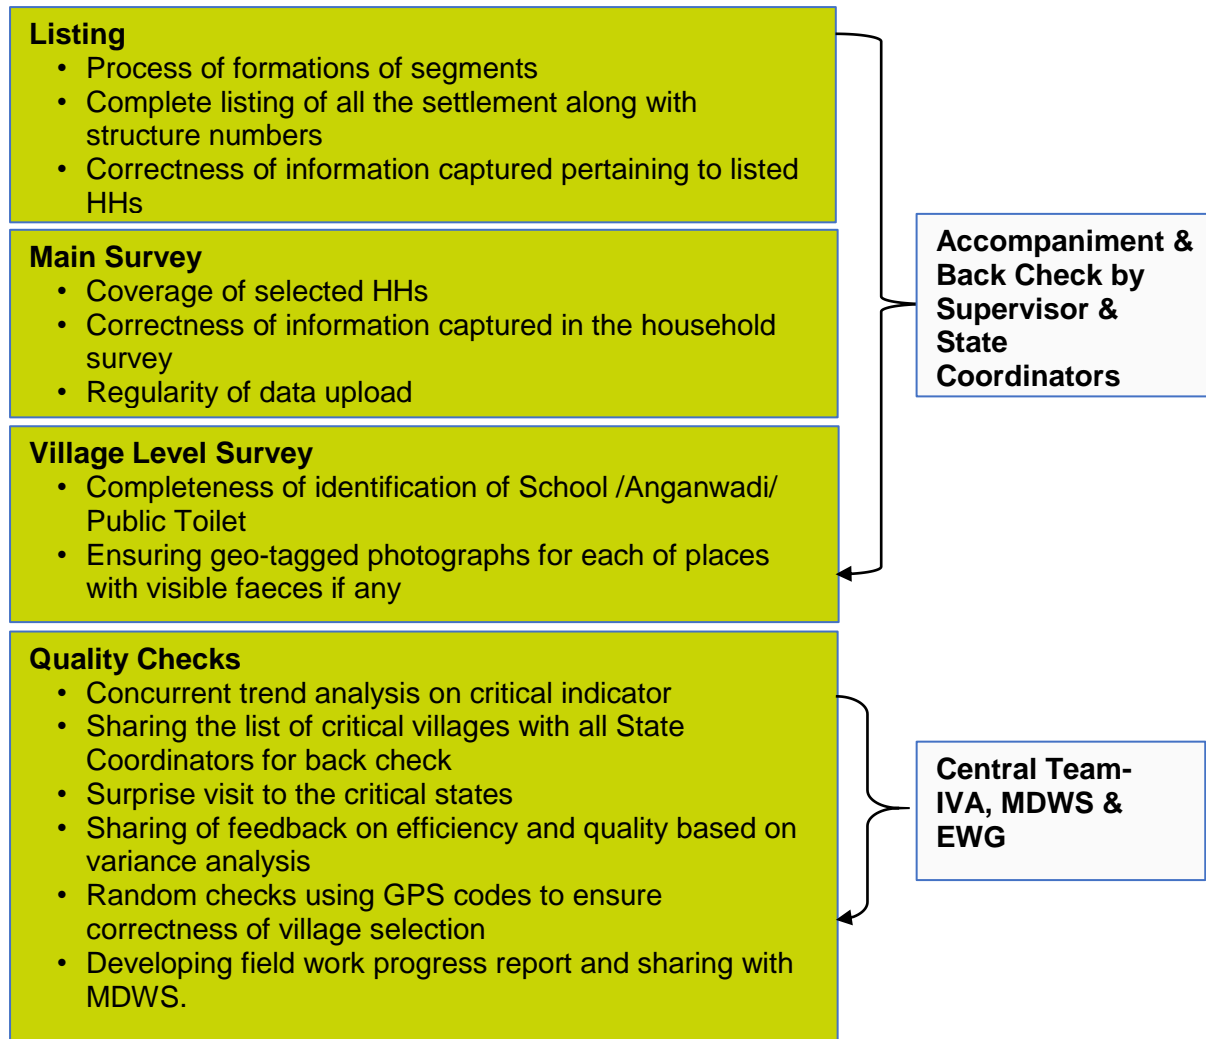 Listing
• Process of formations of segments
• Complete listing of all the settlement along with
structure numbers
• Correctness of information captured pertaining to listed
HHs
Main Survey
• Coverage of selected HHs
• Correctness of information captured in the household
survey
• Regularity of data upload
Village Level Survey
• Completeness of identification of School /Anganwadi/
Public Toilet
• Ensuring geo-tagged photographs for each of places
with visible faeces if any
Accompaniment &
Back Check by
Supervisor &
State
Coordinators
Quality Checks
• Concurrent trend analysis on critical indicator
• Sharing the list of critical villages with all State
Coordinators for back check
• Surprise visit to the critical states
• Sharing of feedback on efficiency and quality based on
variance analysis
• Random checks using GPS codes to ensure
correctness of village selection
• Developing field work progress report and sharing with
MDWS.
Central Team-
IVA, MDWS &
EWG